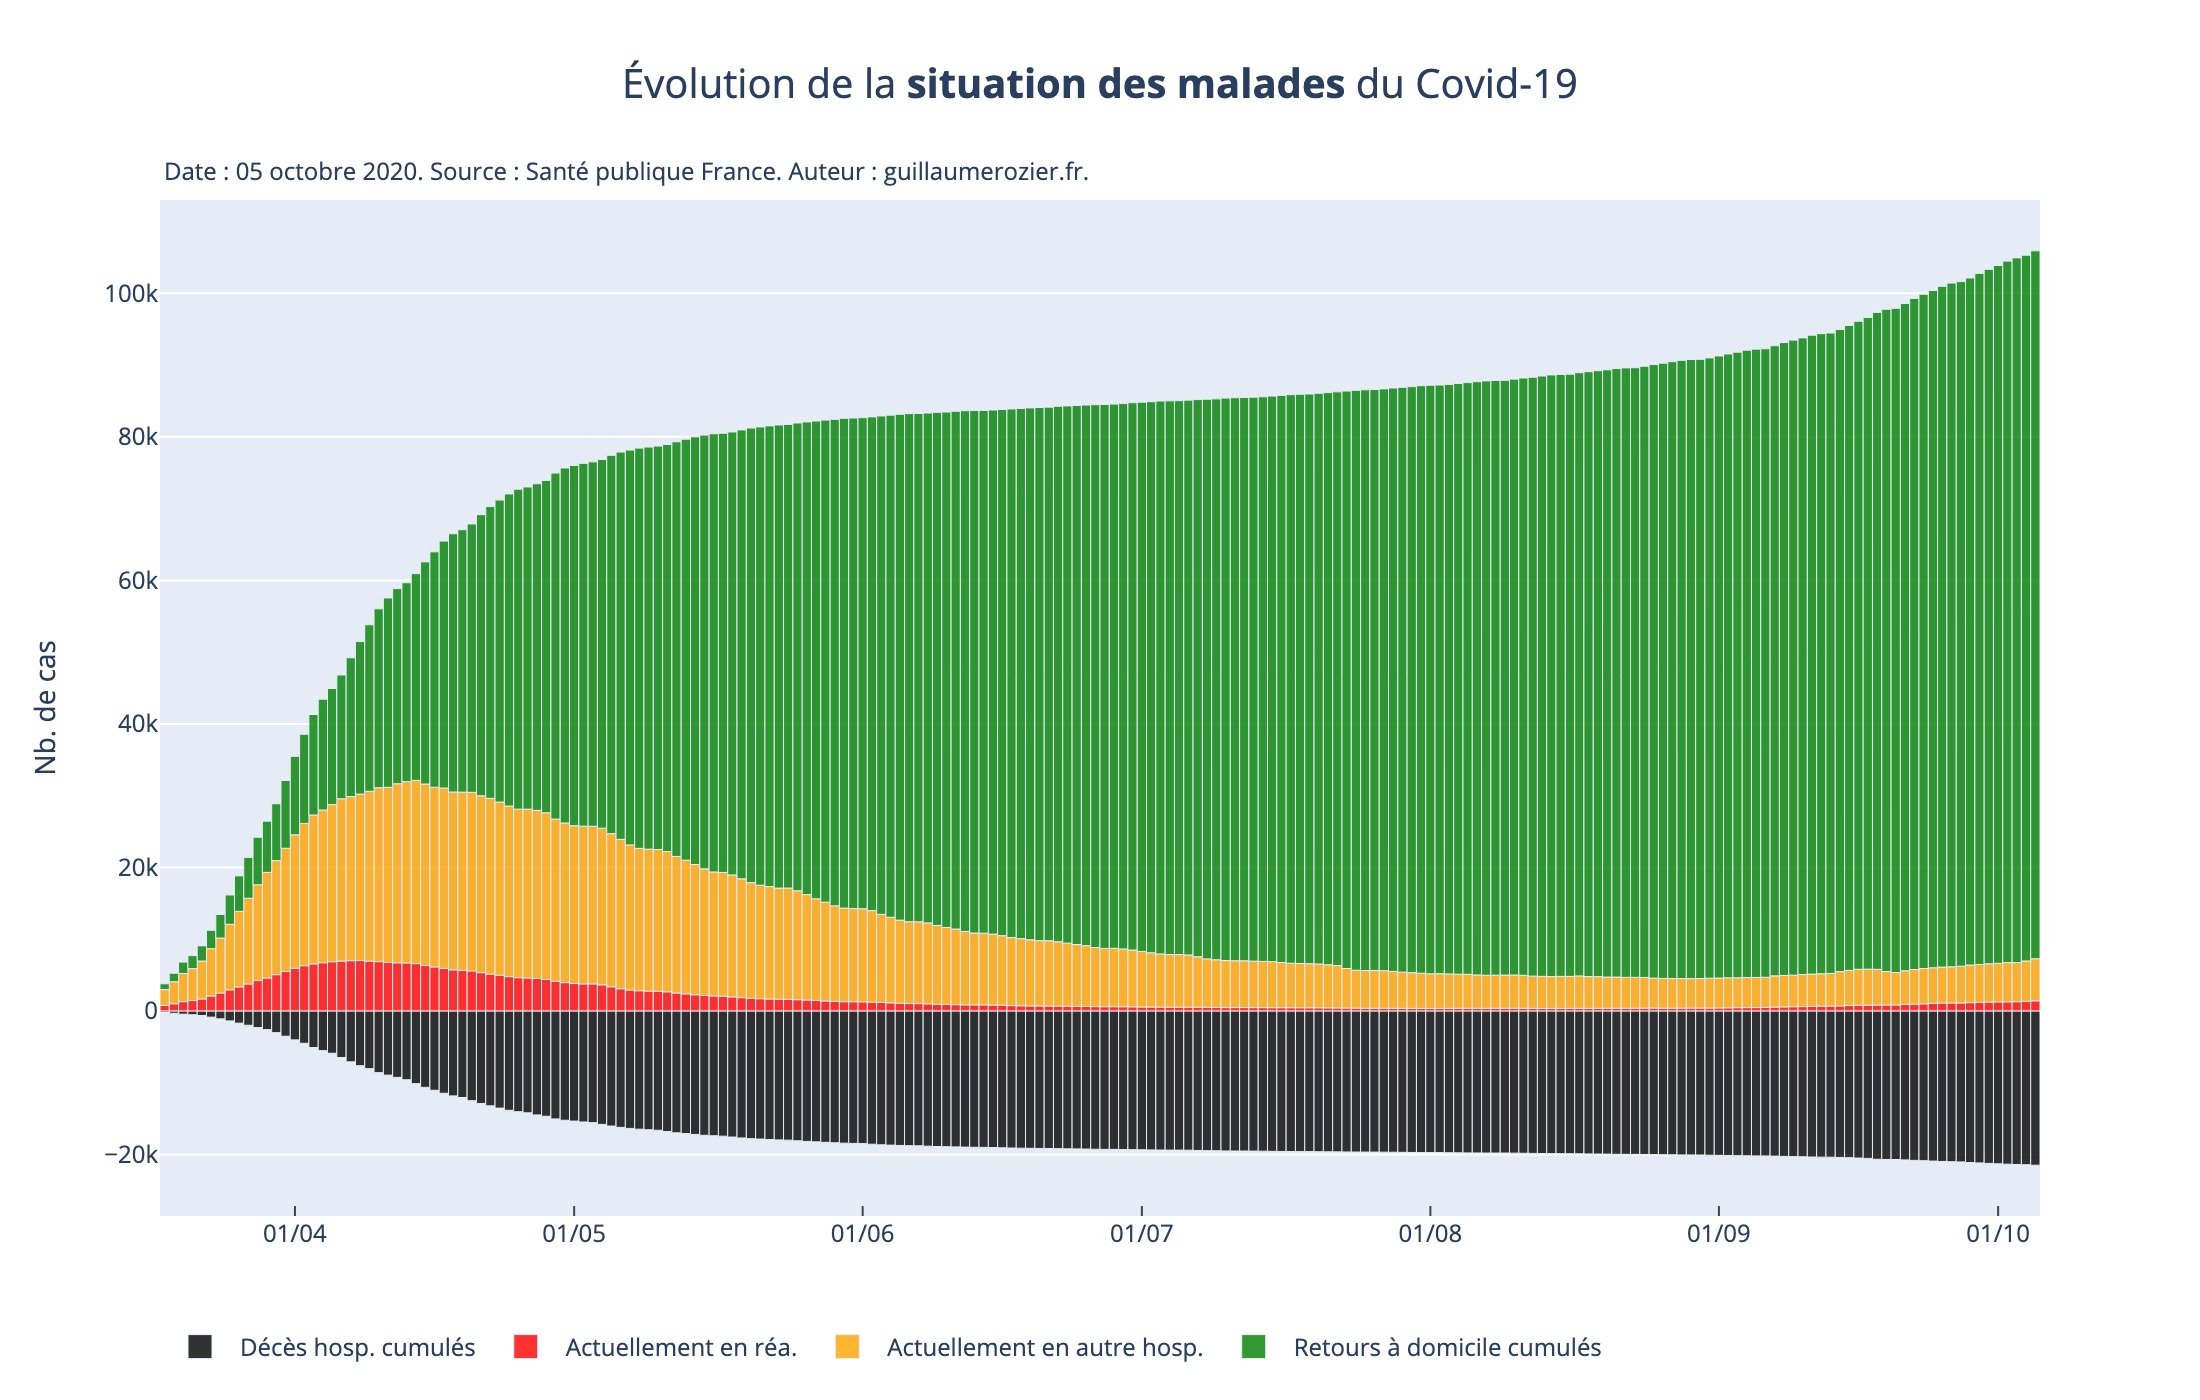 Évolution de la situation des malades du Covid-19
Date : 05 octobre 2020. Source : Santé publique France. Auteur : guillaumerozier.fr.
Nb. de cas
100k
80k
60k
40k
20k
0
−20k
01/04
01/05
01/06
01/07
01/08
01/09
01/10
Décès hosp. cumulés
Actuellement en réa.
Actuellement en autre hosp.
Retours à domicile cumulés